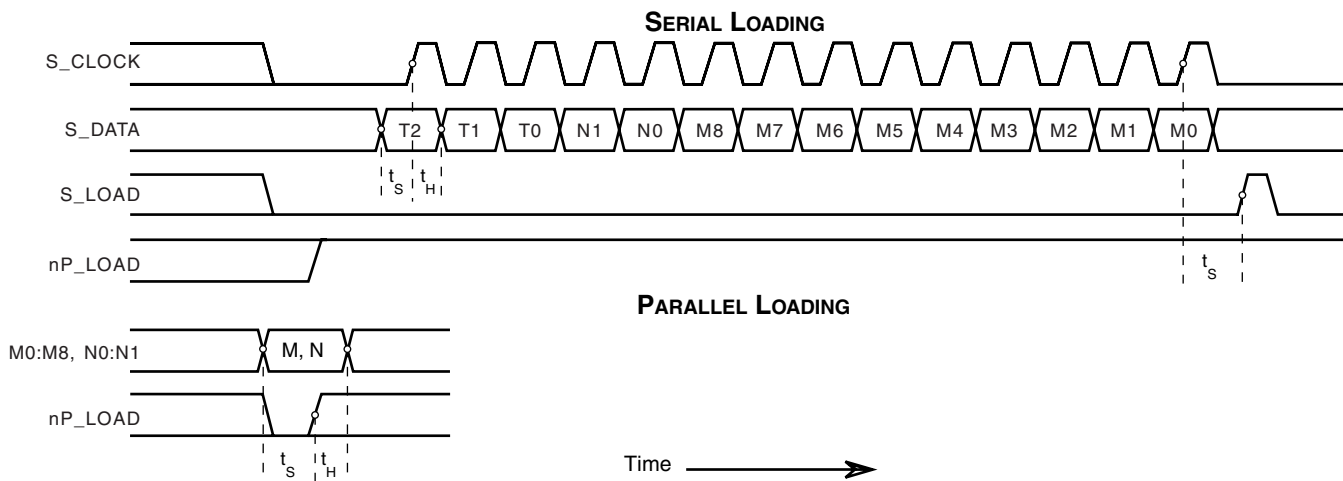 SERIAL LOADING
S_CLOCK
S_DATA
T2 T1 T0 N1 N0 M8 M7 M6 M5 M4 M3 M2 M1 M0
tS tH
S_LOAD
nP_LOAD
tS
PARALLEL LOADING
M0:M8, N0:N1
M, N
nP_LOAD
tS tH
Time